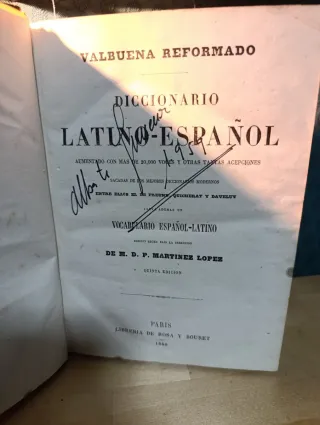 VALBUENA REFORMADO
DICCIONARIO
LATINO-ESPAÑOL
AUMENTADO CON MAS DE 20,000 VOCES Y OTRAS TANTAS ACEPCIONES
SACADAS DE LOS MEJORES DICCIONARIOS MODERNOS
ENTRE ELLOS EL DE FREUND, QUICHERAT Y DAVELUY
VOCABULARIO ESPAÑOL-LATINO
DE M. D. P. MARTINEZ LOPEZ
QUINTA EDICION
PARIS
LIBRERIA DE ROSA Y BOURET
1959